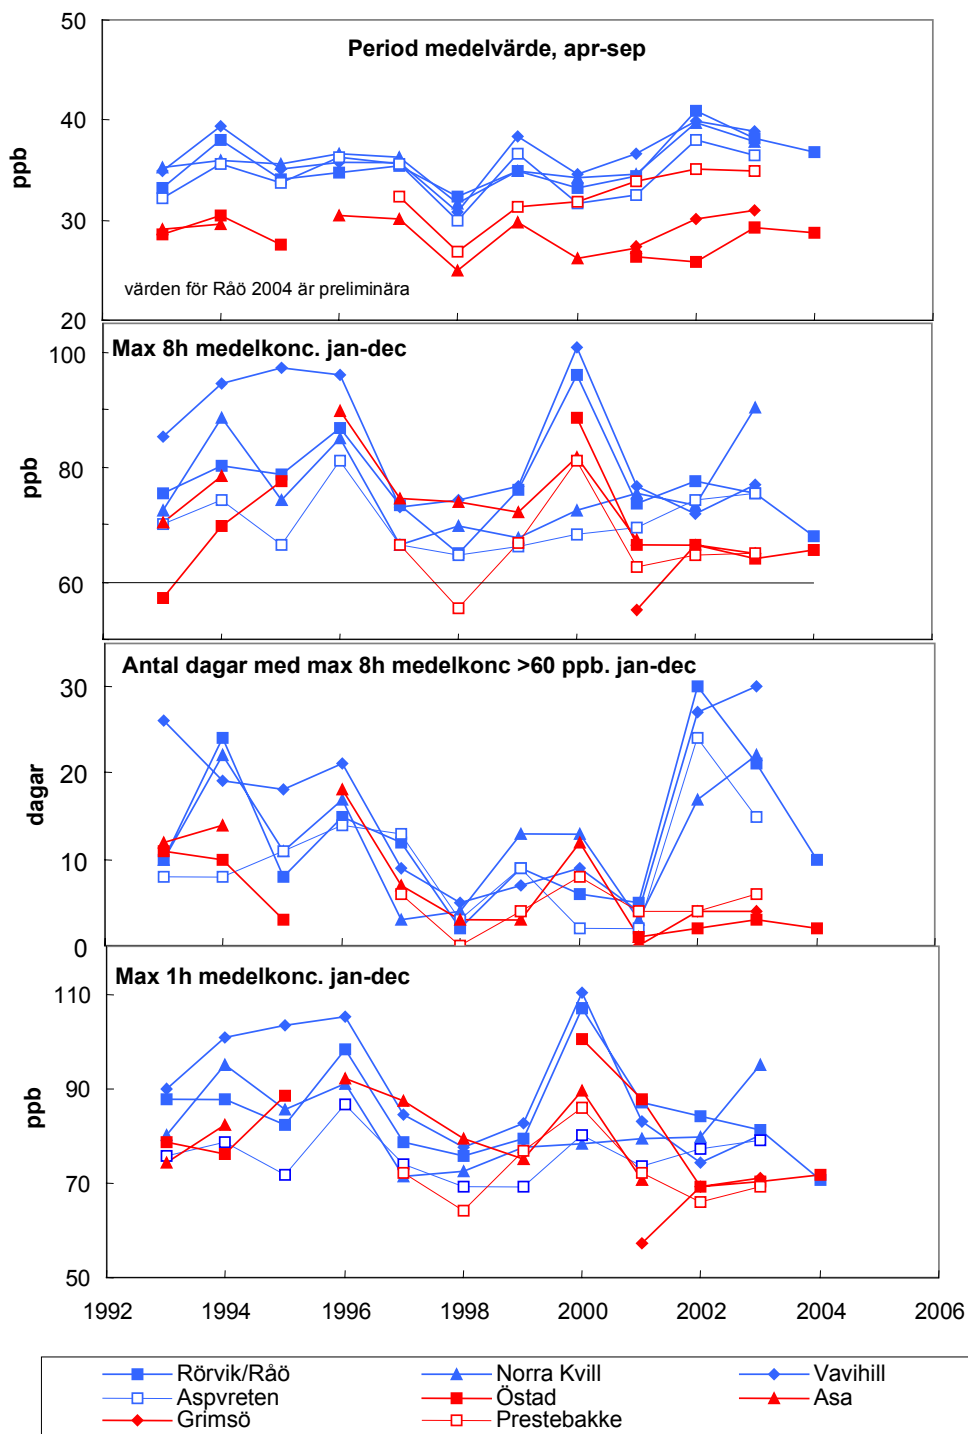 50
Period medelvärde, apr-sep
40
ppb
30
värden för Råö 2004 är preliminära
20
Max 8h medelkonc. jan-dec
100
80
ppb
60
Antal dagar med max 8h medelkonc >60 ppb. jan-dec
30
20
dagar
10
0
Max 1h medelkonc. jan-dec
110
90
ppb
70
50
1992 1994 1996 1998 2000 2002 2004 2006
Rörvik/Råö Norra Kvill Vavihill
Aspvreten Östad Asa
Grimsö Prestebakke